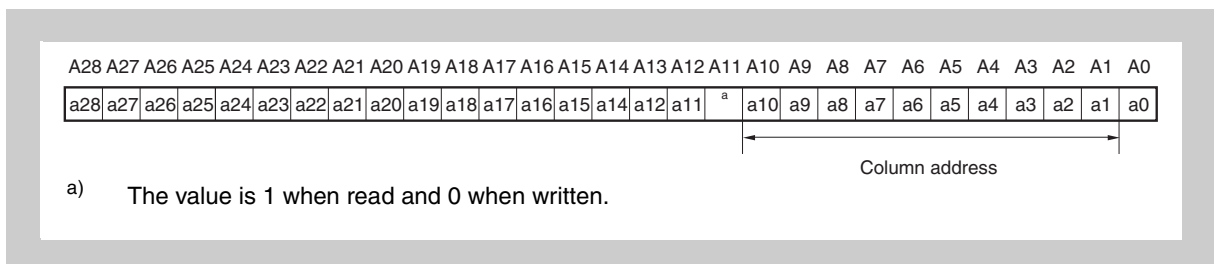 A28 A27 A26 A25 A24 A23 A22 A21 A20 A19 A18 A17 A16 A15 A14 A13 A12 A11 A10 A9 A8 A7 A6 A5 A4 A3 A2 A1 A0
a28 a27 a26 a25 a24 a23 a22 a21 a20 a19 a18 a17 a16 a15 a14 a12 a11 a a10 a9 a8 a7 a6 a5 a4 a3 a2 a1 a0
Column address
a) The value is 1 when read and 0 when written.